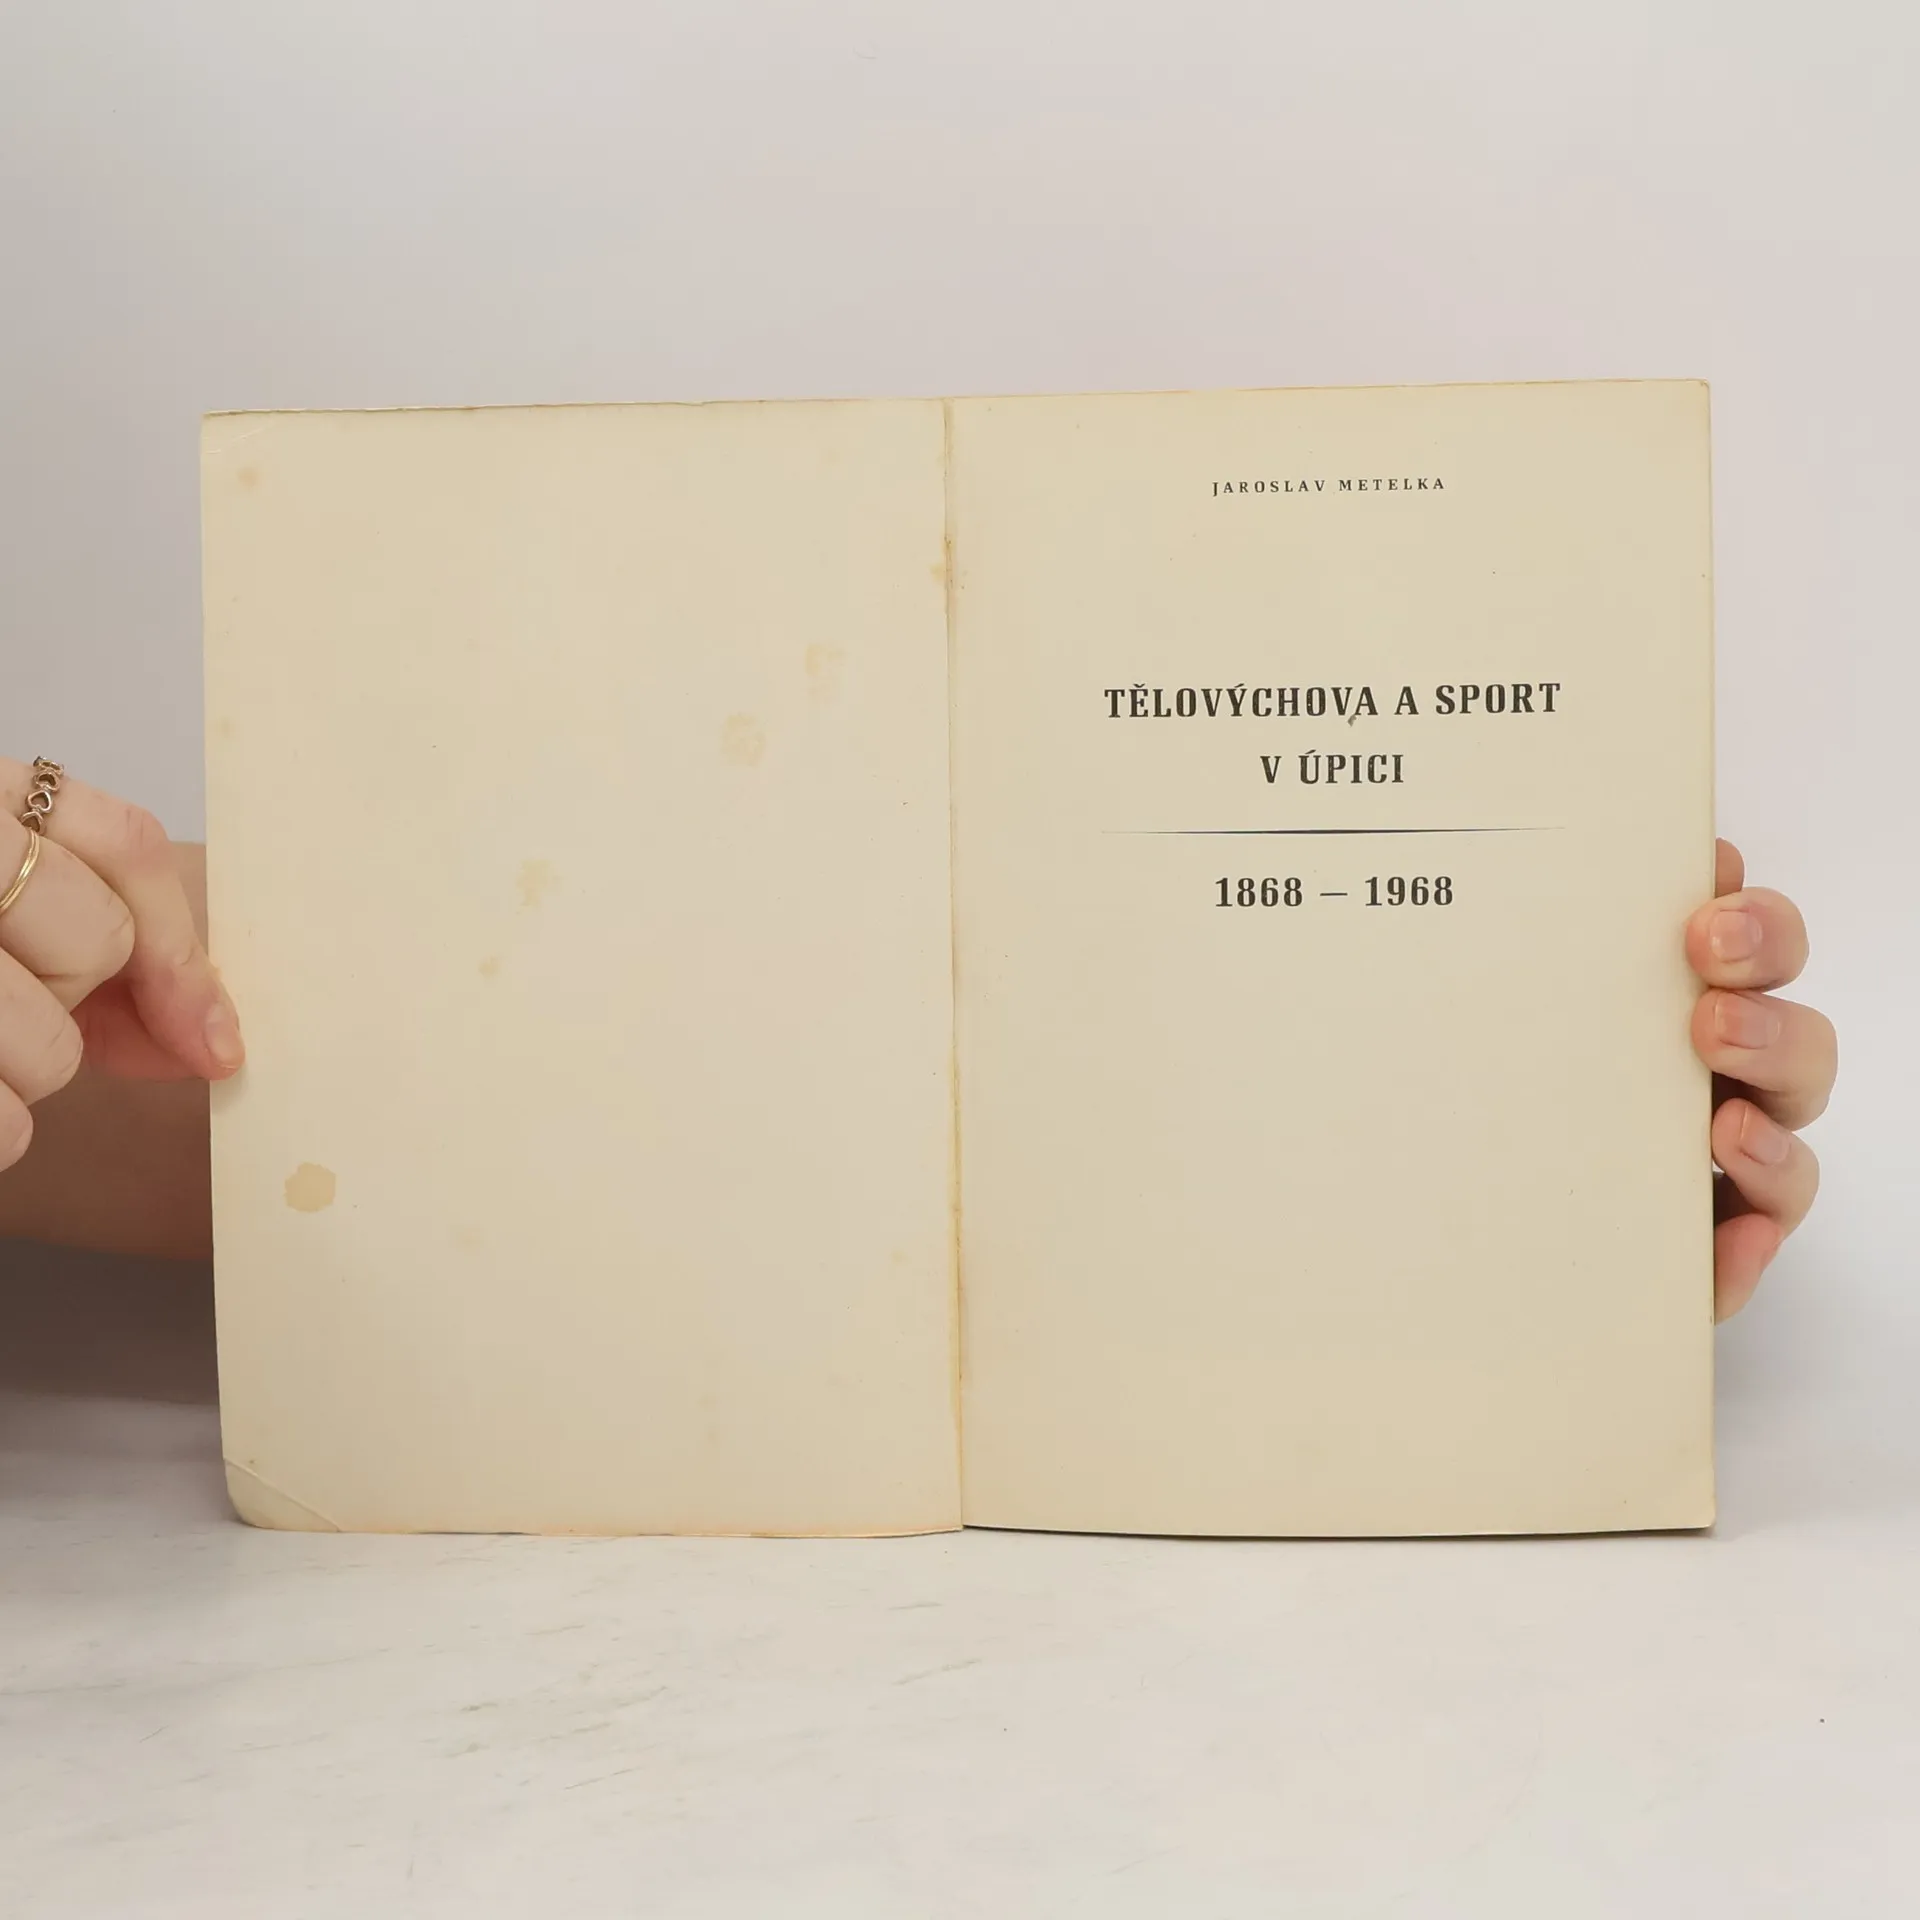 JAROSLAV METELKA
TĚLOVÝCHOVA A SPORT
V ÚPICI
1868 — 1968